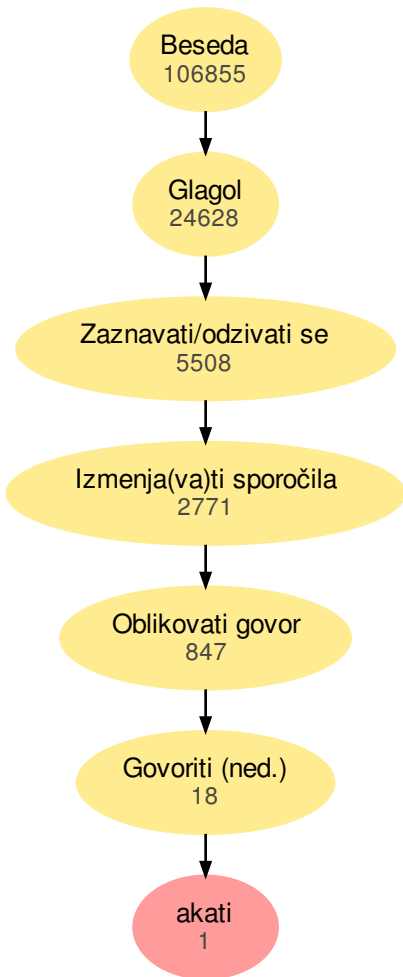 Beseda
106855
Glagol
24628
Zaznavati/odzivati se
5508
Izmenja(va)ti sporočila
2771
Oblikovati govor
847
Govoriti (ned.)
18
akati
1